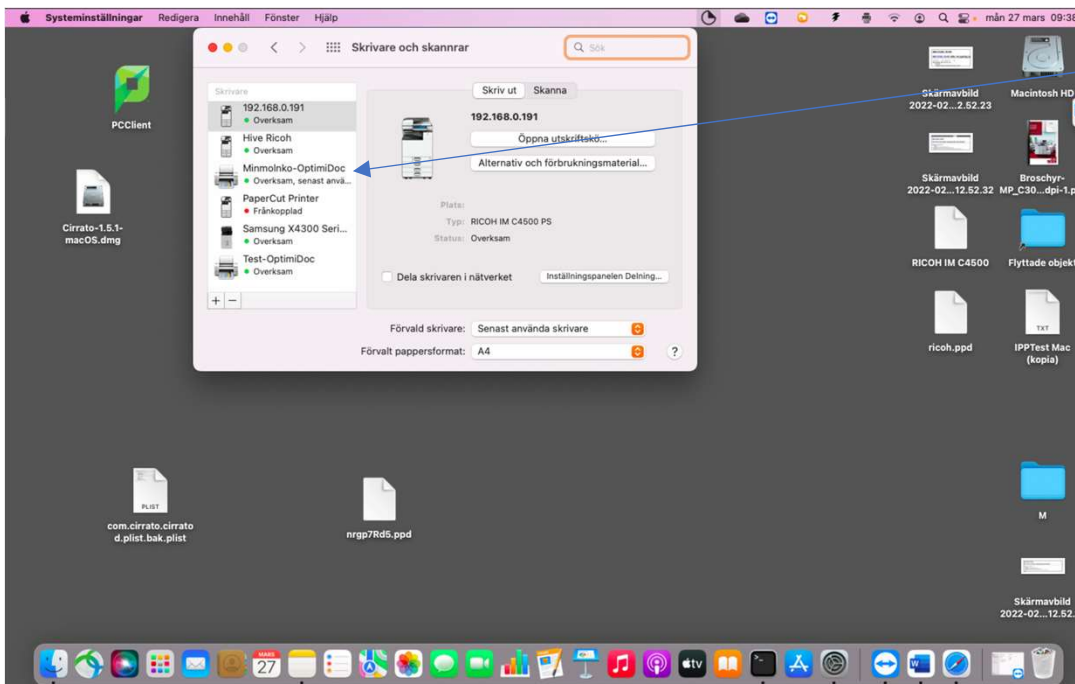 Systeminställningar Redigera Innehåll Fönster Hjälp
mån 27 mars 09:38
Skrivare och skannrar
Sök
Skrivare
192.168.0.191
Overksam
Hive Ricoh
Overksam
Minmolnko-OptimiDoc
Overksam, senast anvä...
PaperCut Printer
Frånkopplad
Samsung X4300 Seri...
Overksam
Test-OptimiDoc
Overksam
+ −
Skriv ut Skanna
192.168.0.191
Öppna utskriftskö...
Alternativ och förbrukningsmaterial...
Plats:
Typ: RICOH IM C4500 PS
Status: Overksam
Dela skrivaren i nätverket
Inställningspanelen Delning...
Förvald skrivare: Senast använda skrivare
Förvalt pappersformat: A4
?
PCClient
Cirrato-1.5.1-
macOS.dmg
PLIST
com.cirrato.cirrato
d.plist.bak.plist
nrgp7Rd5.ppd
Skärmavbild
2022-02...2.52.23
Macintosh HD
Skärmavbild
2022-02...12.52.32
Broschyr-
MP_C30...dpi-1.p
RICOH IM C4500
Flyttade objekt
ricoh.ppd
TXT
IPPTest Mac
(kopia)
M
Skärmavbild
2022-02...12.52.
MARS
27
tv